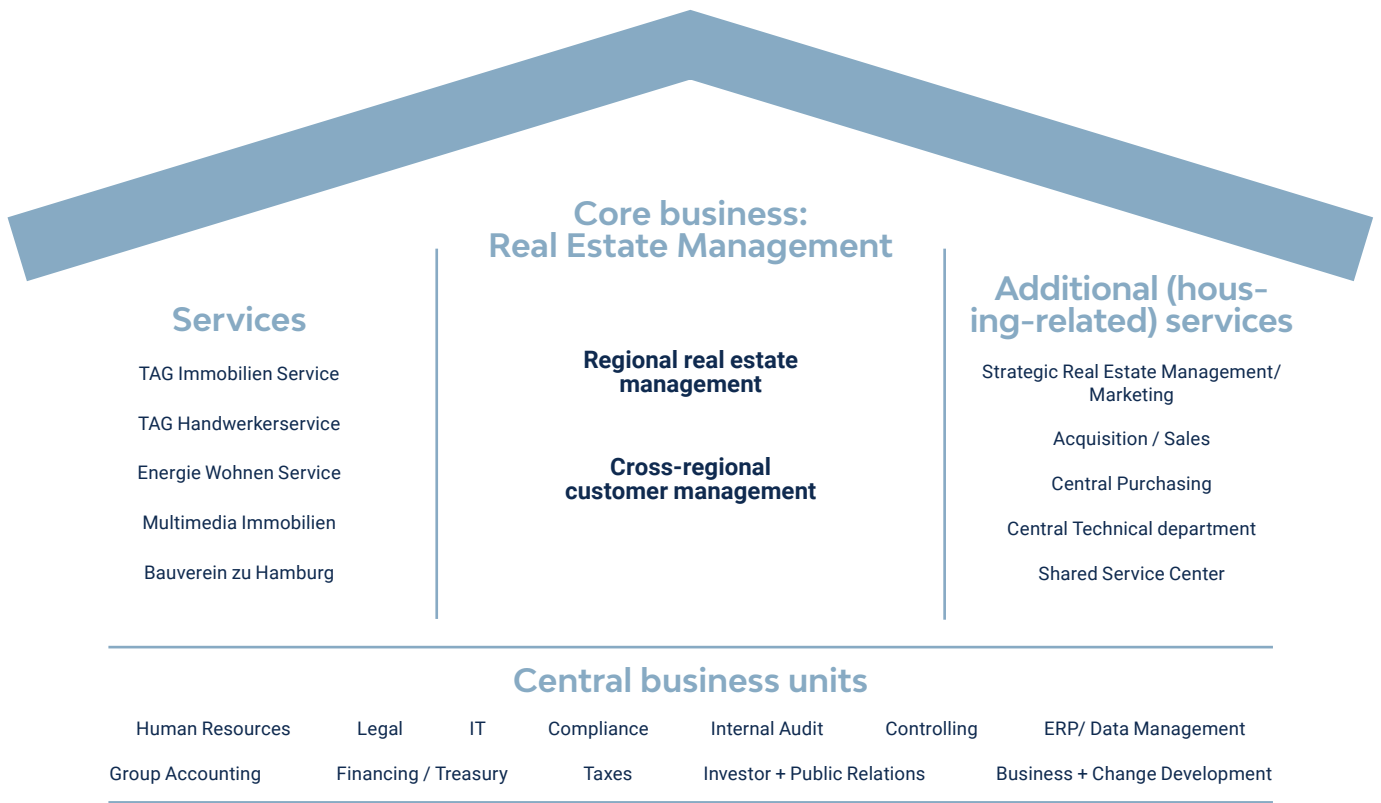 Core business:
Real Estate Management
Services
TAG Immobilien Service
TAG Handwerkerservice
Energie Wohnen Service
Multimedia Immobilien
Bauverein zu Hamburg
Regional real estate
management
Cross-regional
customer management
Additional (hous-
ing-related) services
Strategic Real Estate Management/
Marketing
Acquisition / Sales
Central Purchasing
Central Technical department
Shared Service Center
Central business units
Human Resources Legal IT Compliance Internal Audit Controlling ERP/ Data Management
Group Accounting Financing / Treasury Taxes Investor + Public Relations Business + Change Development